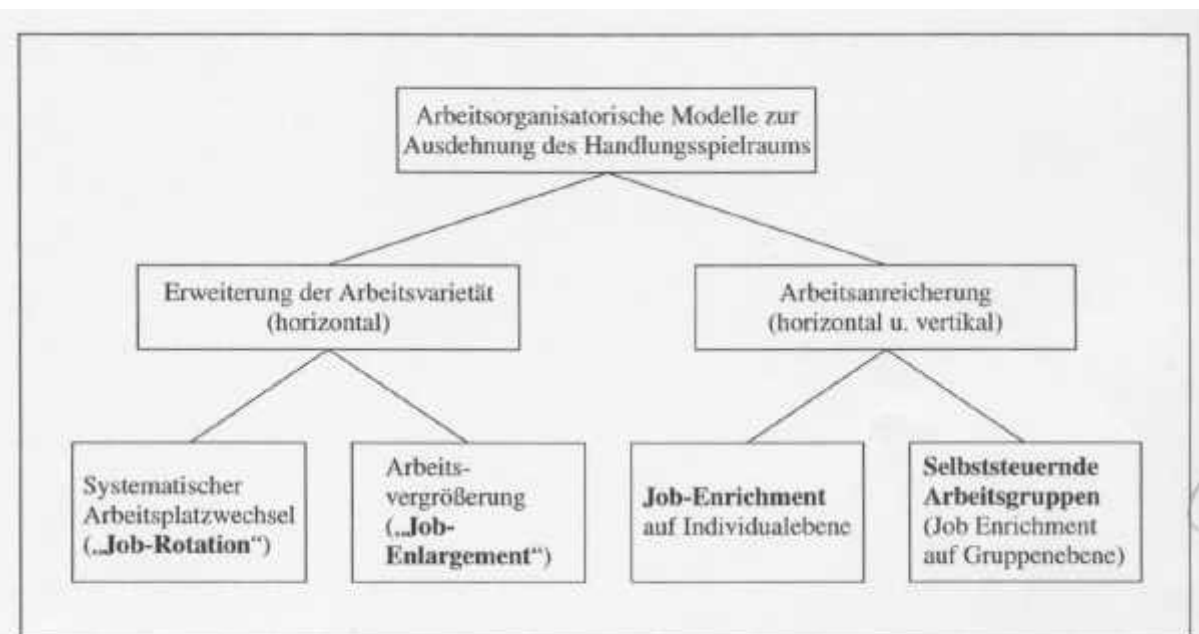 Arbeitsorganisatorische Modelle zur
Ausdehnung des Handlungsspielraums
Erweiterung der Arbeitsvarietät
(horizontal)
Arbeitsanreicherung
(horizontal u. vertikal)
Systematischer
Arbeitsplatzwechsel
(„Job-Rotation“)
Arbeits-
vergrößerung
(„Job-
Enlargement“)
Job-Enrichment
auf Individualebene
Selbststeuernde
Arbeitsgruppen
(Job Enrichment
auf Gruppenebene)